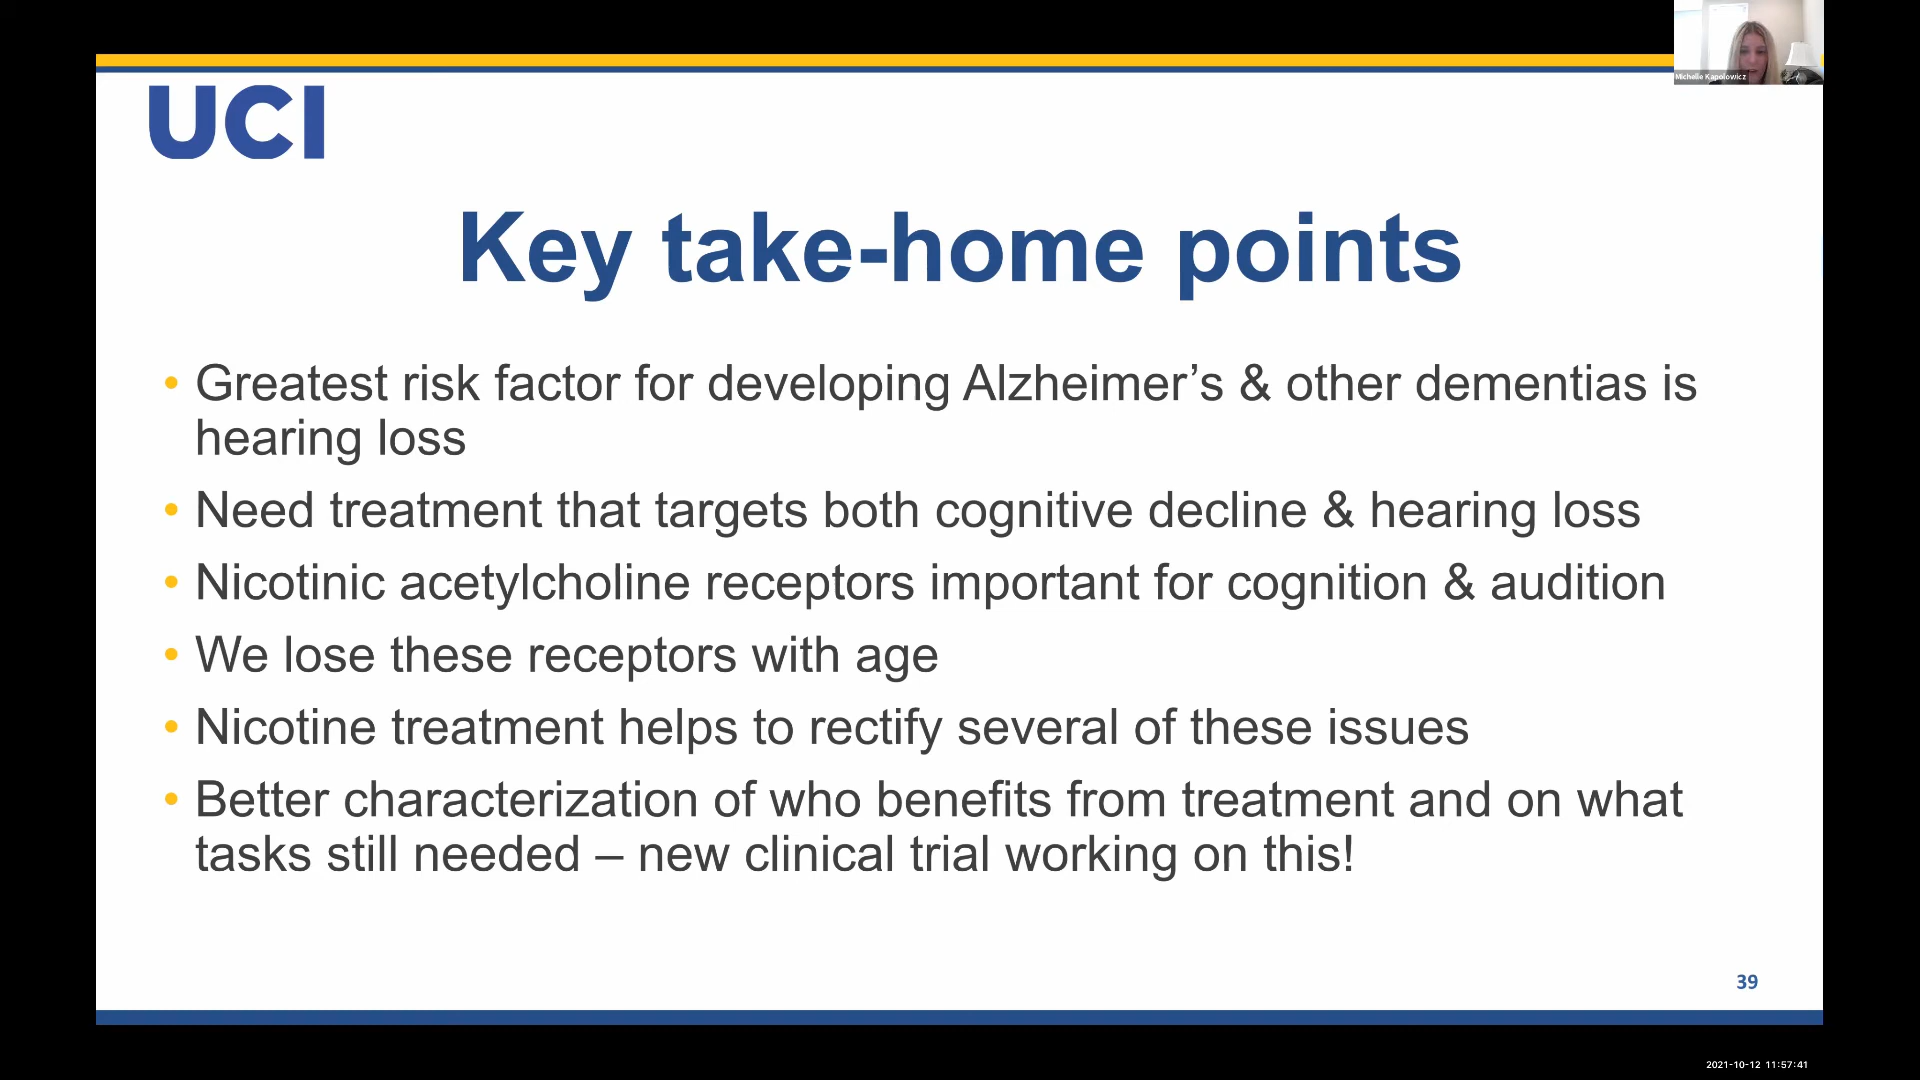 Michelle Kapolowicz
UCI
Key take-home points
• Greatest risk factor for developing Alzheimer’s & other dementias is
hearing loss
• Need treatment that targets both cognitive decline & hearing loss
• Nicotinic acetylcholine receptors important for cognition & audition
• We lose these receptors with age
• Nicotine treatment helps to rectify several of these issues
• Better characterization of who benefits from treatment and on what
tasks still needed – new clinical trial working on this!
39
2021-10-12 11:57:41